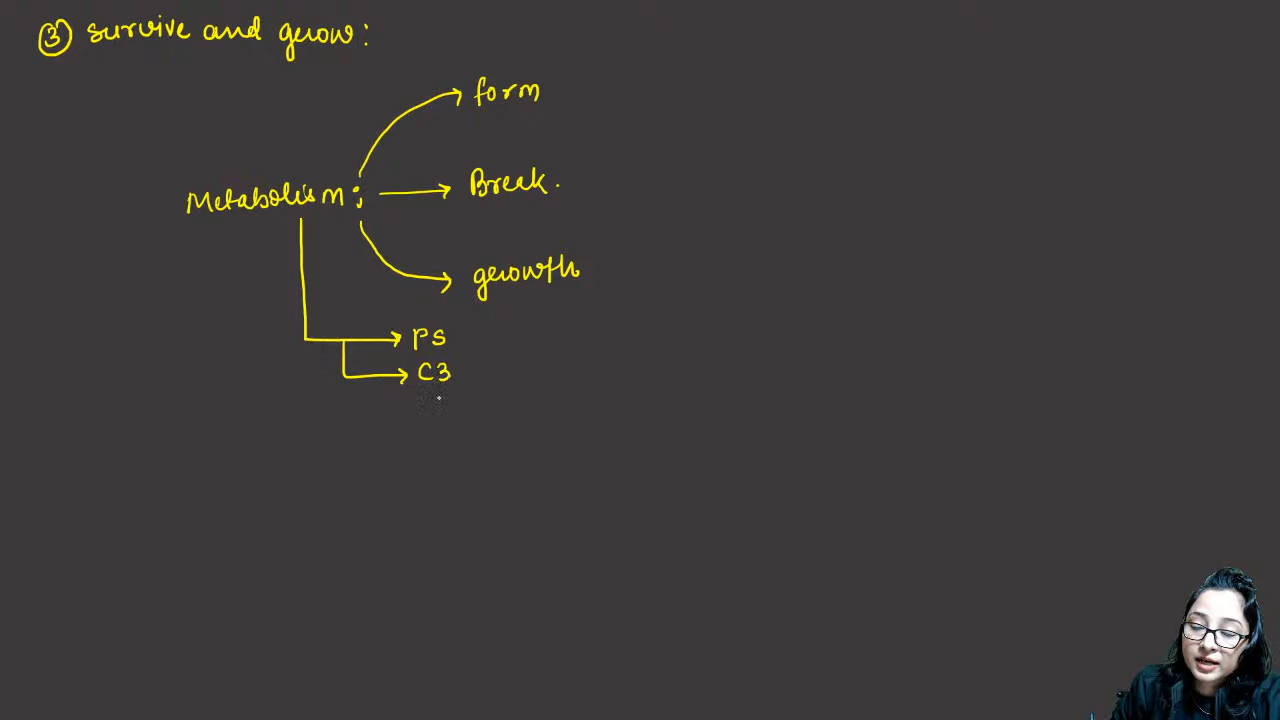 ③ survive and grow:
form
Metabolism:
Break.
growth
PS
C3